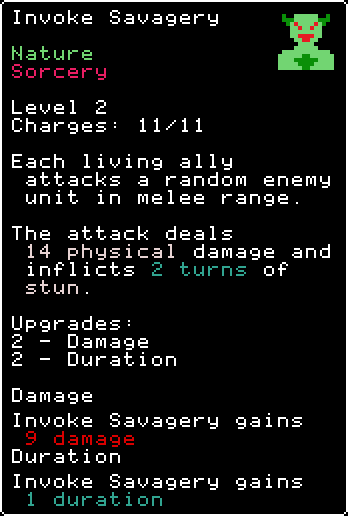 Invoke Savagery
Nature
Sorcery
Level 2
Charges: 11/11
Each living ally
attacks a random enemy
unit in melee range.
The attack deals
14 physical damage and
inflicts 2 turns of
stun.
Upgrades:
2 - Damage
2 - Duration
Damage
Invoke Savagery gains
9 damage
Duration
Invoke Savagery gains
1 duration